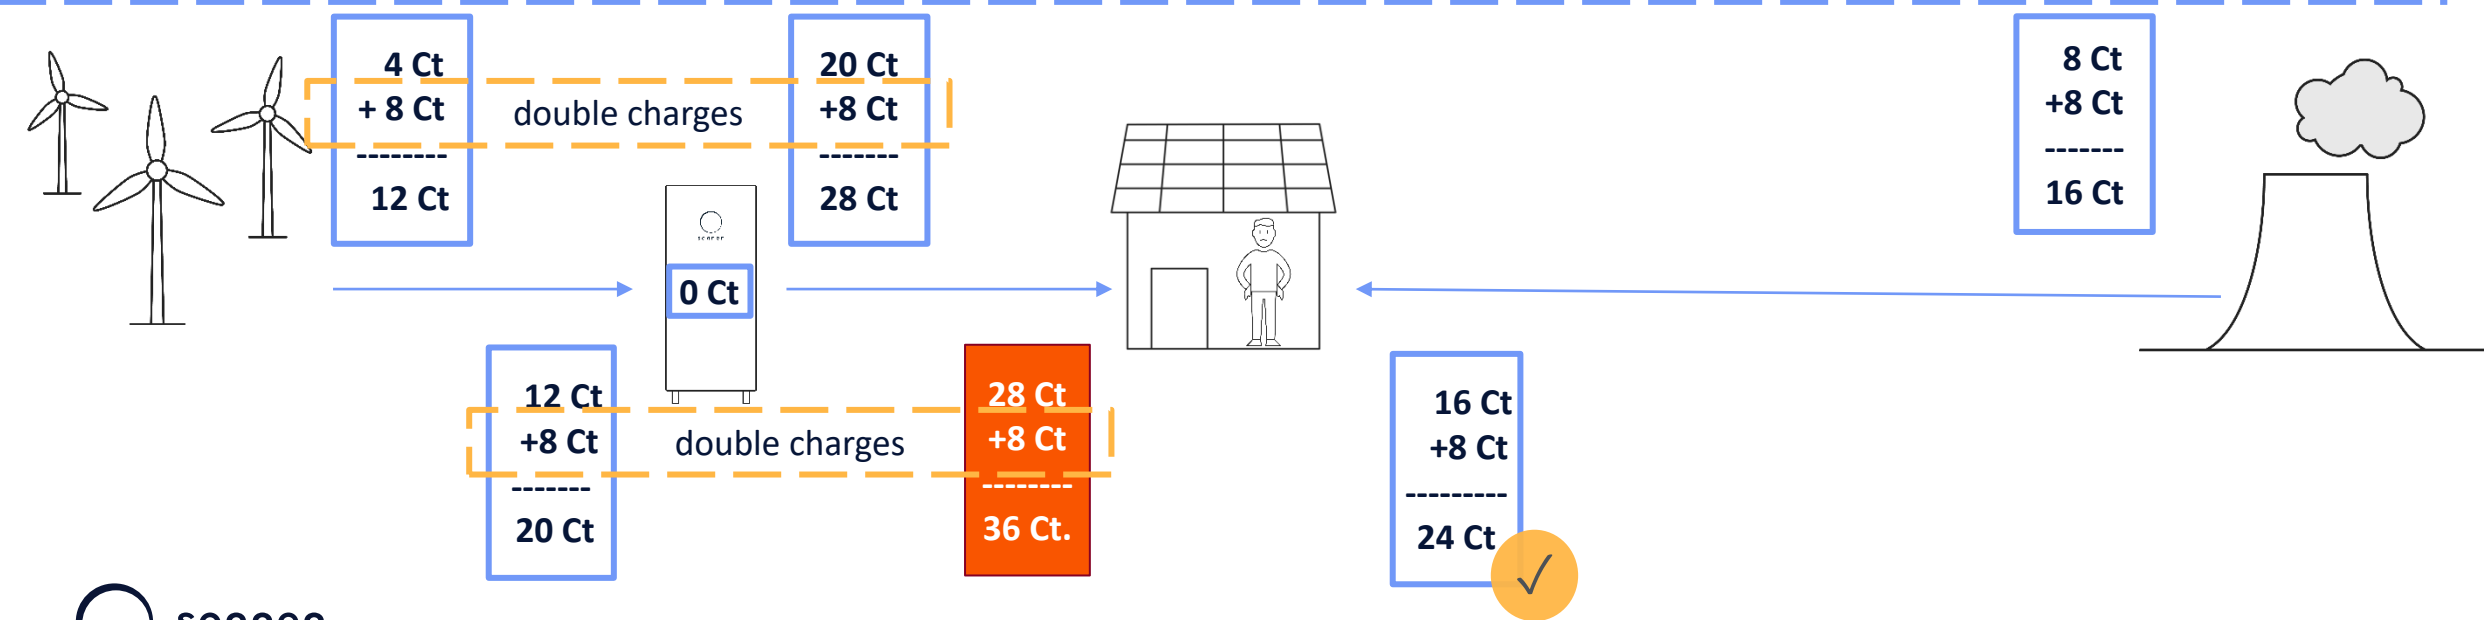 4 Ct
+ 8 Ct
--------
12 Ct
double charges
20 Ct
+8 Ct
-------
28 Ct
8 Ct
+8 Ct
-------
16 Ct
0 Ct
12 Ct
+8 Ct
-------
20 Ct
double charges
28 Ct
+8 Ct
--------
36 Ct.
16 Ct
+8 Ct
---------
24 Ct